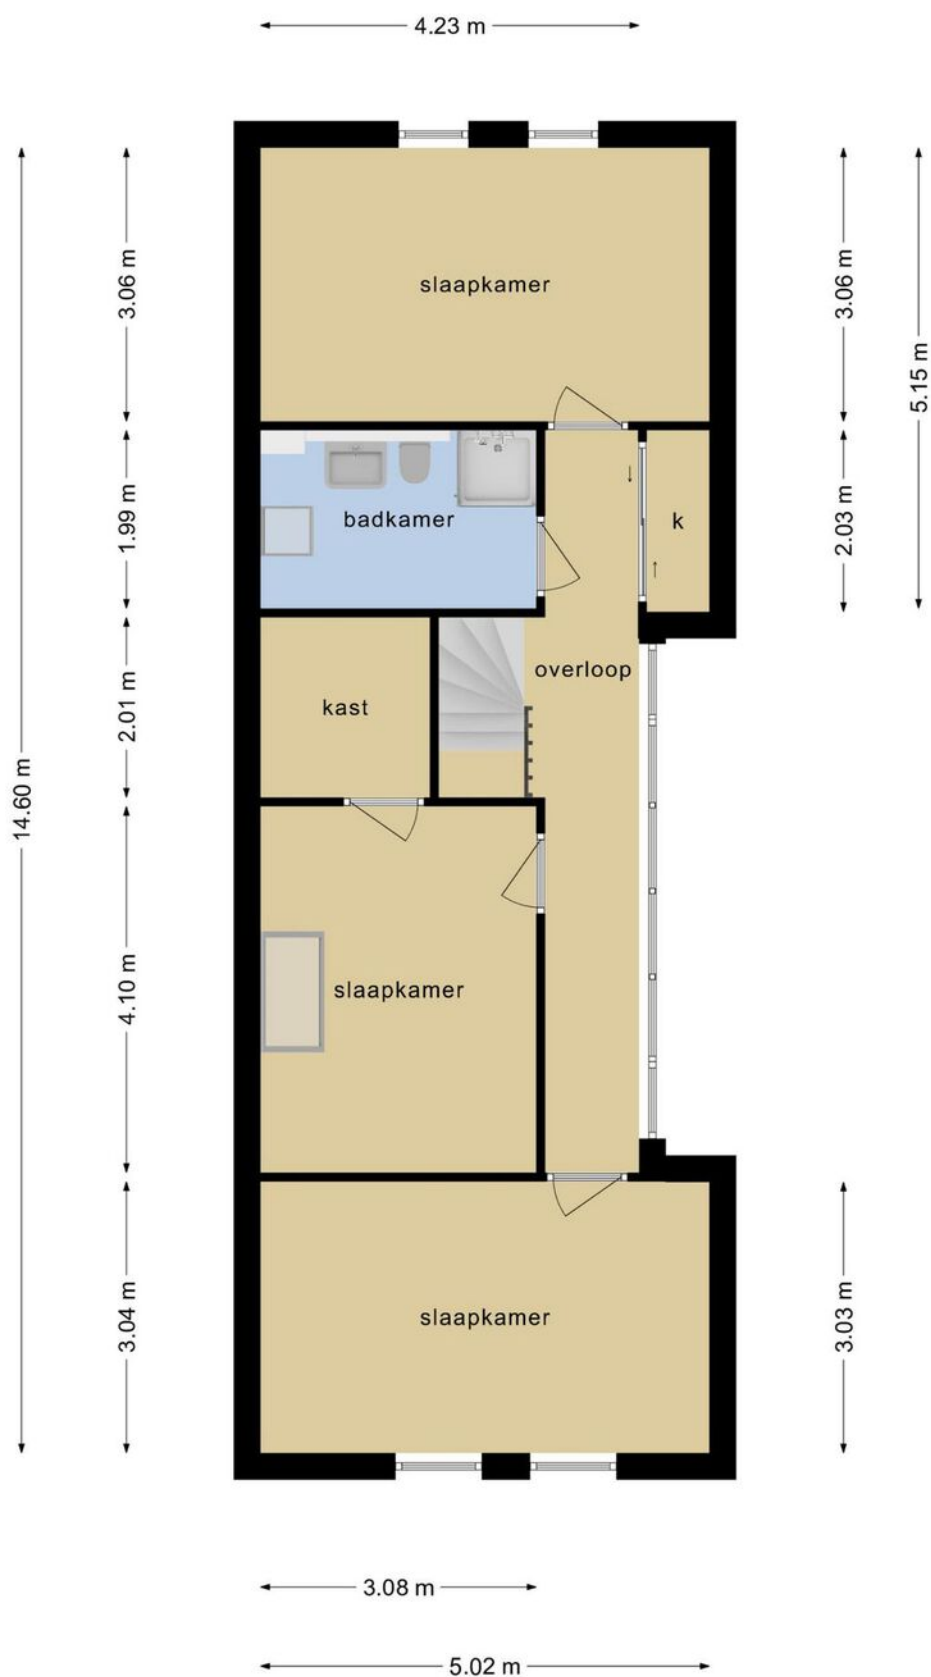 4.23 m
slaapkamer
3.06 m
3.06 m
5.15 m
badkamer
k
1.99 m
2.03 m
overloop
kast
2.01 m
14.60 m
slaapkamer
4.10 m
slaapkamer
3.04 m
3.03 m
3.08 m
5.02 m